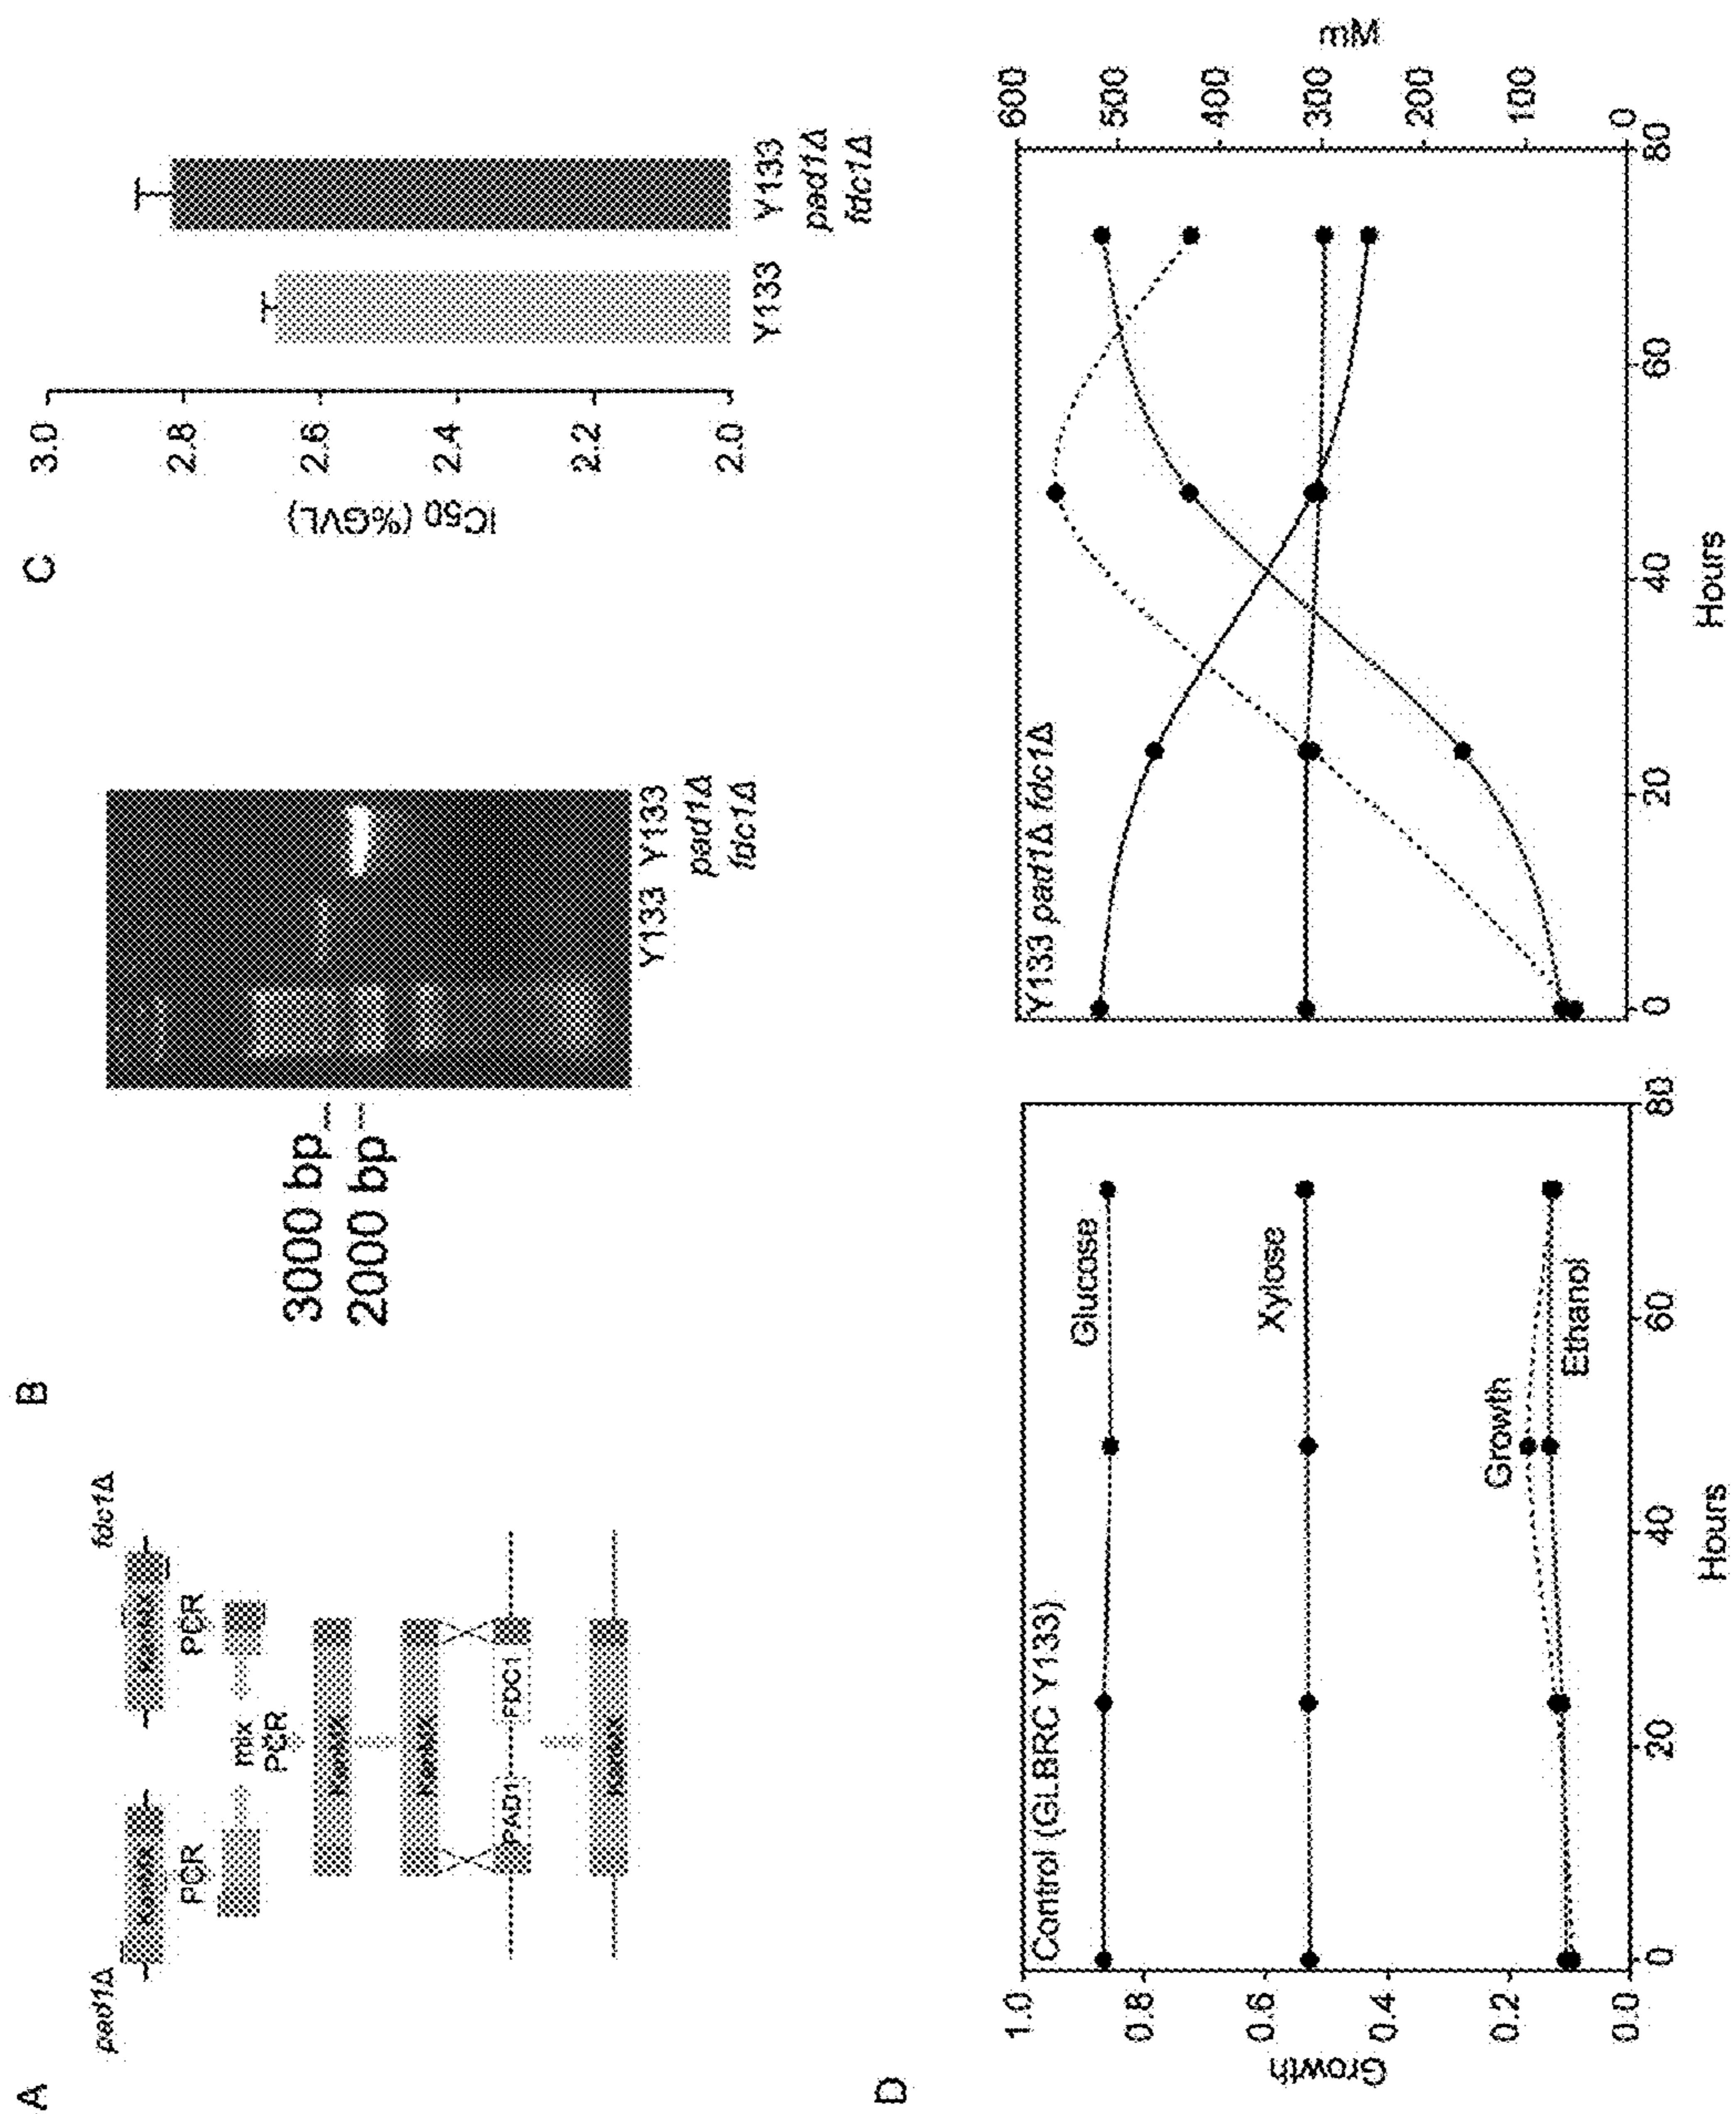 A
pad1Δ
fdc1Δ
KanMX
KanMX
PCR
PCR
mix
PCR
KanMX
KanMX
PAD1
FDC1
KanMX
B
3000 bp
2000 bp
Y133 Y133
pad1Δ
fdc1Δ
C
IC50 (%GVL)
3.0
2.8
2.6
2.4
2.2
2.0
Y133
Y133
pad1Δ
fdc1Δ
D
Control (GLBRC Y133)
Growth
1.0
0.8
0.6
0.4
0.2
0.0
Glucose
Xylose
Growth
Ethanol
0 20 40 60 80
Hours
Y133 pad1Δ fdc1Δ
600
500
400
300
200
100
0
mM
0 20 40 60 80
Hours